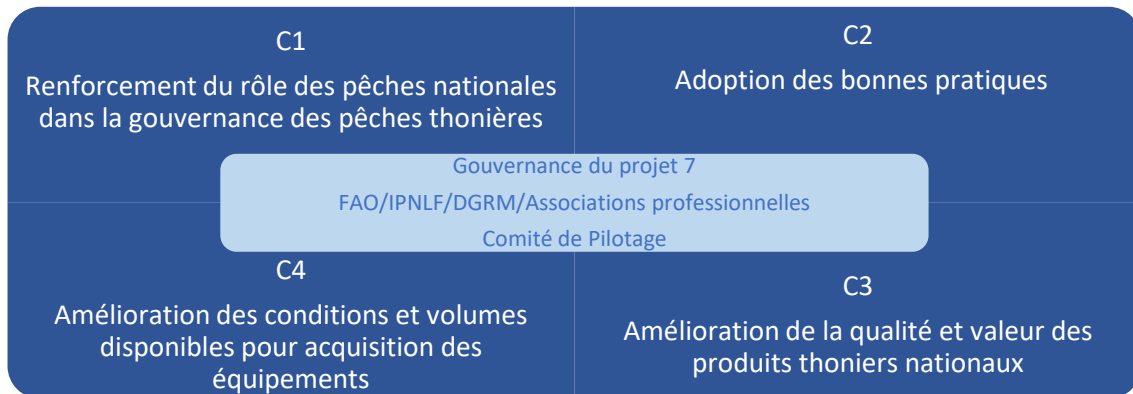 C1
Renforcement du rôle des pêches nationales
dans la gouvernance des pêches thonières
C2
Adoption des bonnes pratiques
Gouvernance du projet 7
FAO/IPNLF/DGRM/Associations professionnelles
Comité de Pilotage
C4
Amélioration des conditions et volumes
disponibles pour acquisition des
équipements
C3
Amélioration de la qualité et valeur des
produits thoniers nationaux